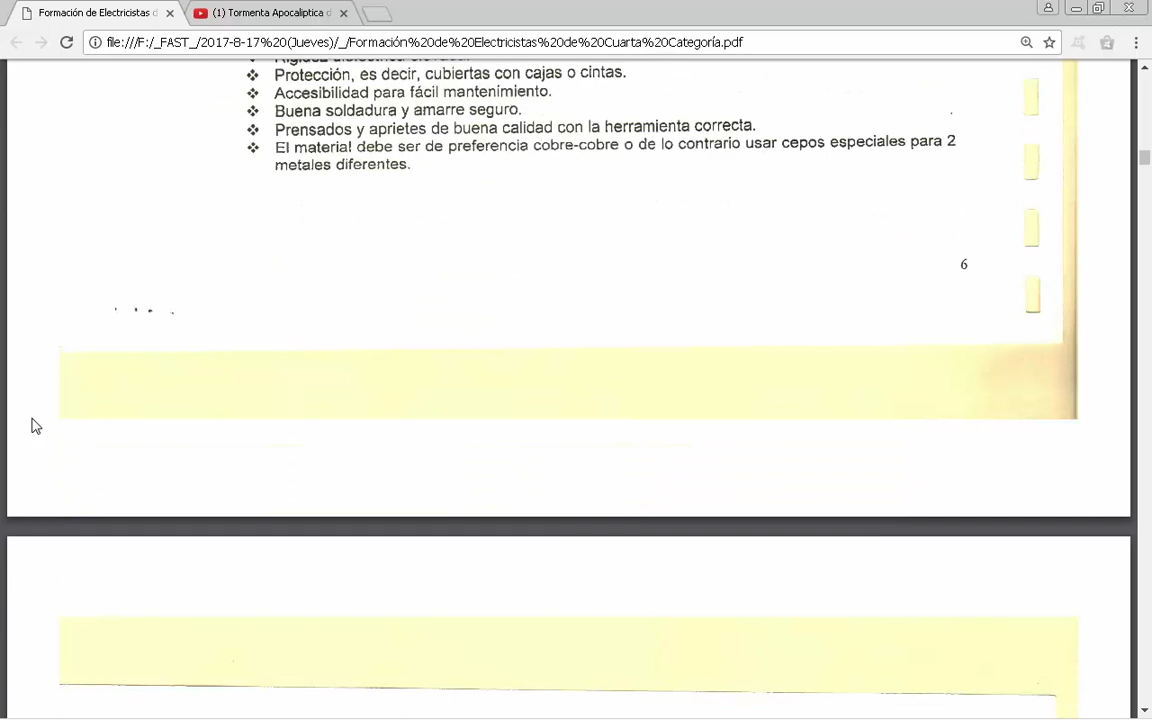 Formación de Electricistas d
(1) Tormenta Apocaliptica d
file:///F:/_FAST_/2017-8-17%20(Jueves)/_/Formación%20de%20Electricistas%20de%20Cuarta%20Categoría.pdf
❖ Protección, es decir, cubiertas con cajas o cintas.
❖ Accesibilidad para fácil mantenimiento.
❖ Buena soldadura y amarre seguro.
❖ Prensados y aprietes de buena calidad con la herramienta correcta.
❖ El material debe ser de preferencia cobre-cobre o de lo contrario usar cepos especiales para 2
metales diferentes.
6